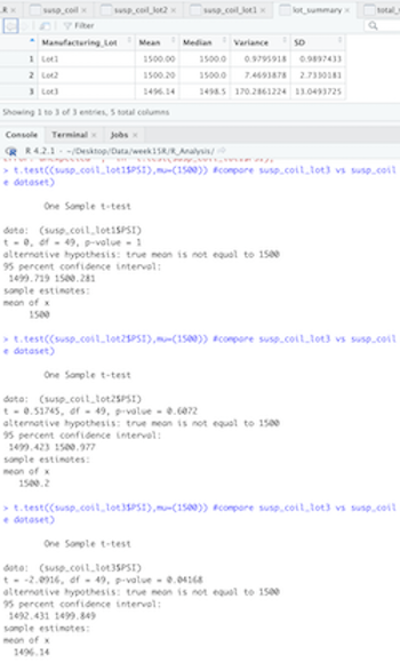 .R
susp_coil
susp_coil_lot2
susp_coil_lot1
lot_summary
total_
Filter
Manufacturing_Lot Mean Median Variance SD
1 Lot1 1500.00 1500.0 0.9795918 0.9897433
2 Lot2 1500.20 1500.0 7.4693878 2.7330181
3 Lot3 1496.14 1498.5 170.2861224 13.0493725
Showing 1 to 3 of 3 entries, 5 total columns
Console Terminal Jobs
R 4.2.1 · ~/Desktop/Data/week15R/R_Analysis/
> t.test((susp_coil_lot1$PSI),mu=(1500)) #compare susp_coil_lot3 vs susp_coil
e dataset)
One Sample t-test
data: (susp_coil_lot1$PSI)
t = 0, df = 49, p-value = 1
alternative hypothesis: true mean is not equal to 1500
95 percent confidence interval:
1499.719 1500.281
sample estimates:
mean of x
1500
> t.test((susp_coil_lot2$PSI),mu=(1500)) #compare susp_coil_lot3 vs susp_coil
e dataset)
One Sample t-test
data: (susp_coil_lot2$PSI)
t = 0.51745, df = 49, p-value = 0.6072
alternative hypothesis: true mean is not equal to 1500
95 percent confidence interval:
1499.423 1500.977
sample estimates:
mean of x
1500.2
> t.test((susp_coil_lot3$PSI),mu=(1500)) #compare susp_coil_lot3 vs susp_coil
e dataset)
One Sample t-test
data: (susp_coil_lot3$PSI)
t = -2.0916, df = 49, p-value = 0.04168
alternative hypothesis: true mean is not equal to 1500
95 percent confidence interval:
1492.431 1499.849
sample estimates:
mean of x
1496.14